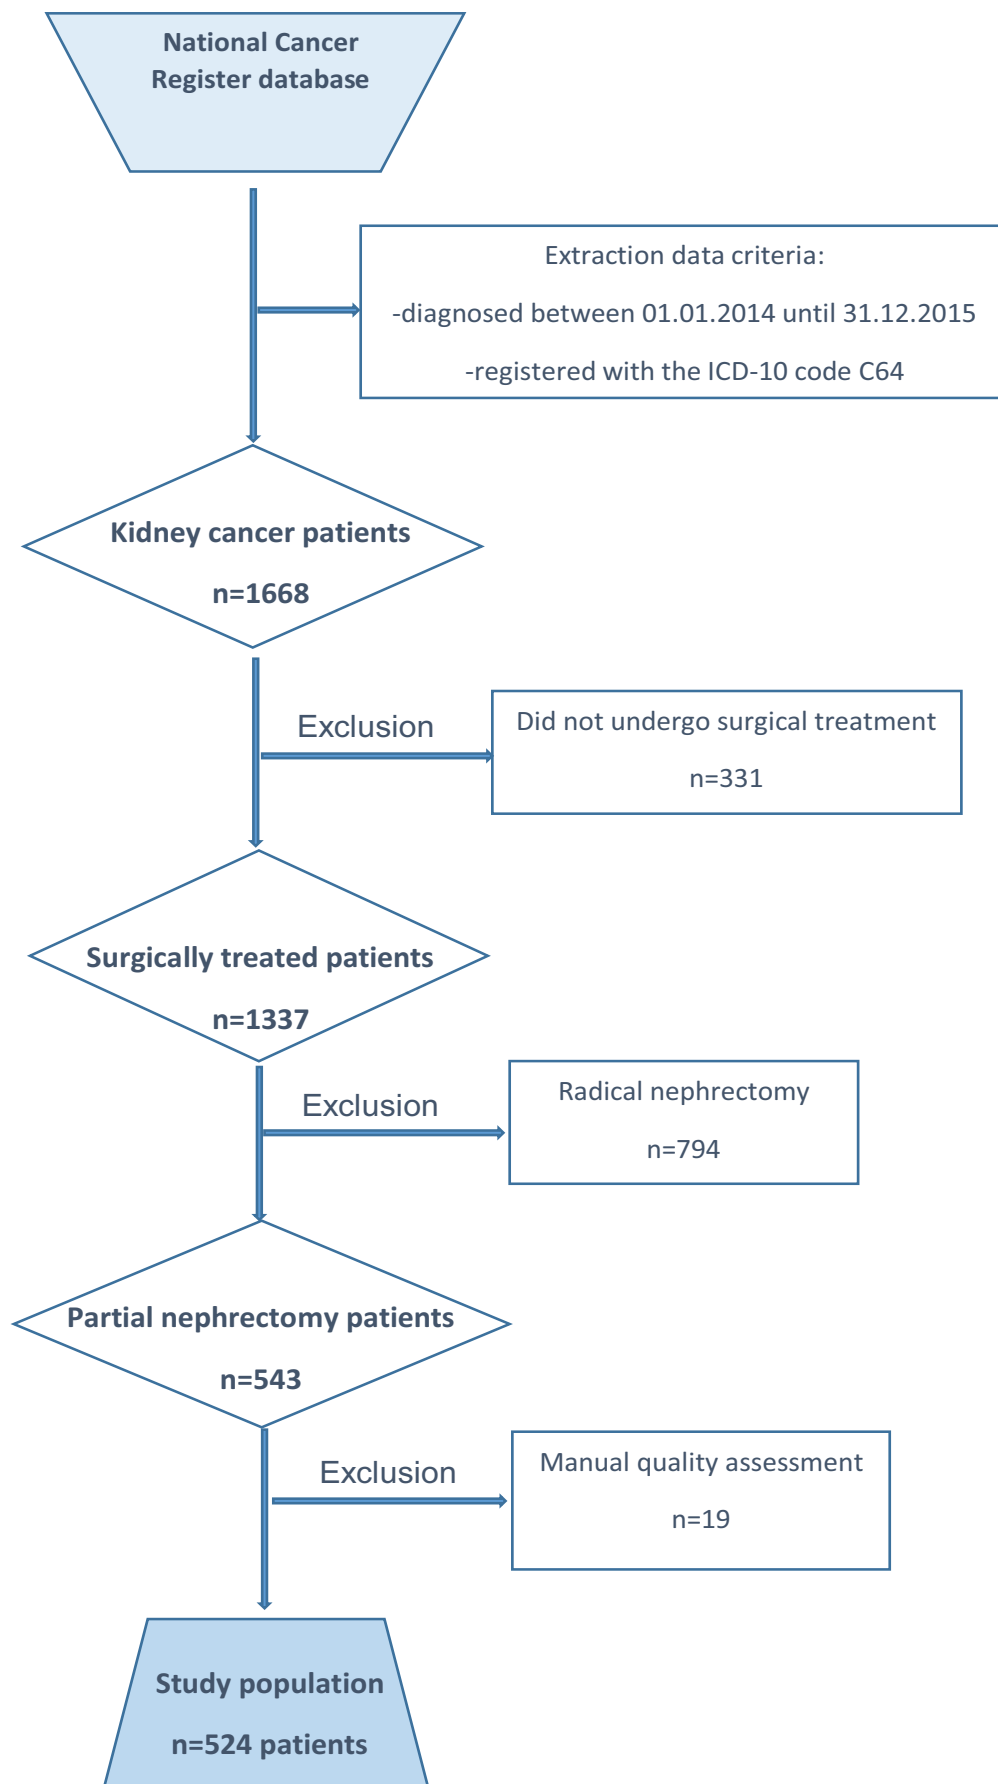 National Cancer
Register database
Extraction data criteria:
-diagnosed between 01.01.2014 until 31.12.2015
-registered with the ICD-10 code C64
Kidney cancer patients
n=1668
Exclusion
Did not undergo surgical treatment
n=331
Surgically treated patients
n=1337
Exclusion
Radical nephrectomy
n=794
Partial nephrectomy patients
n=543
Exclusion
Manual quality assessment
n=19
Study population
n=524 patients